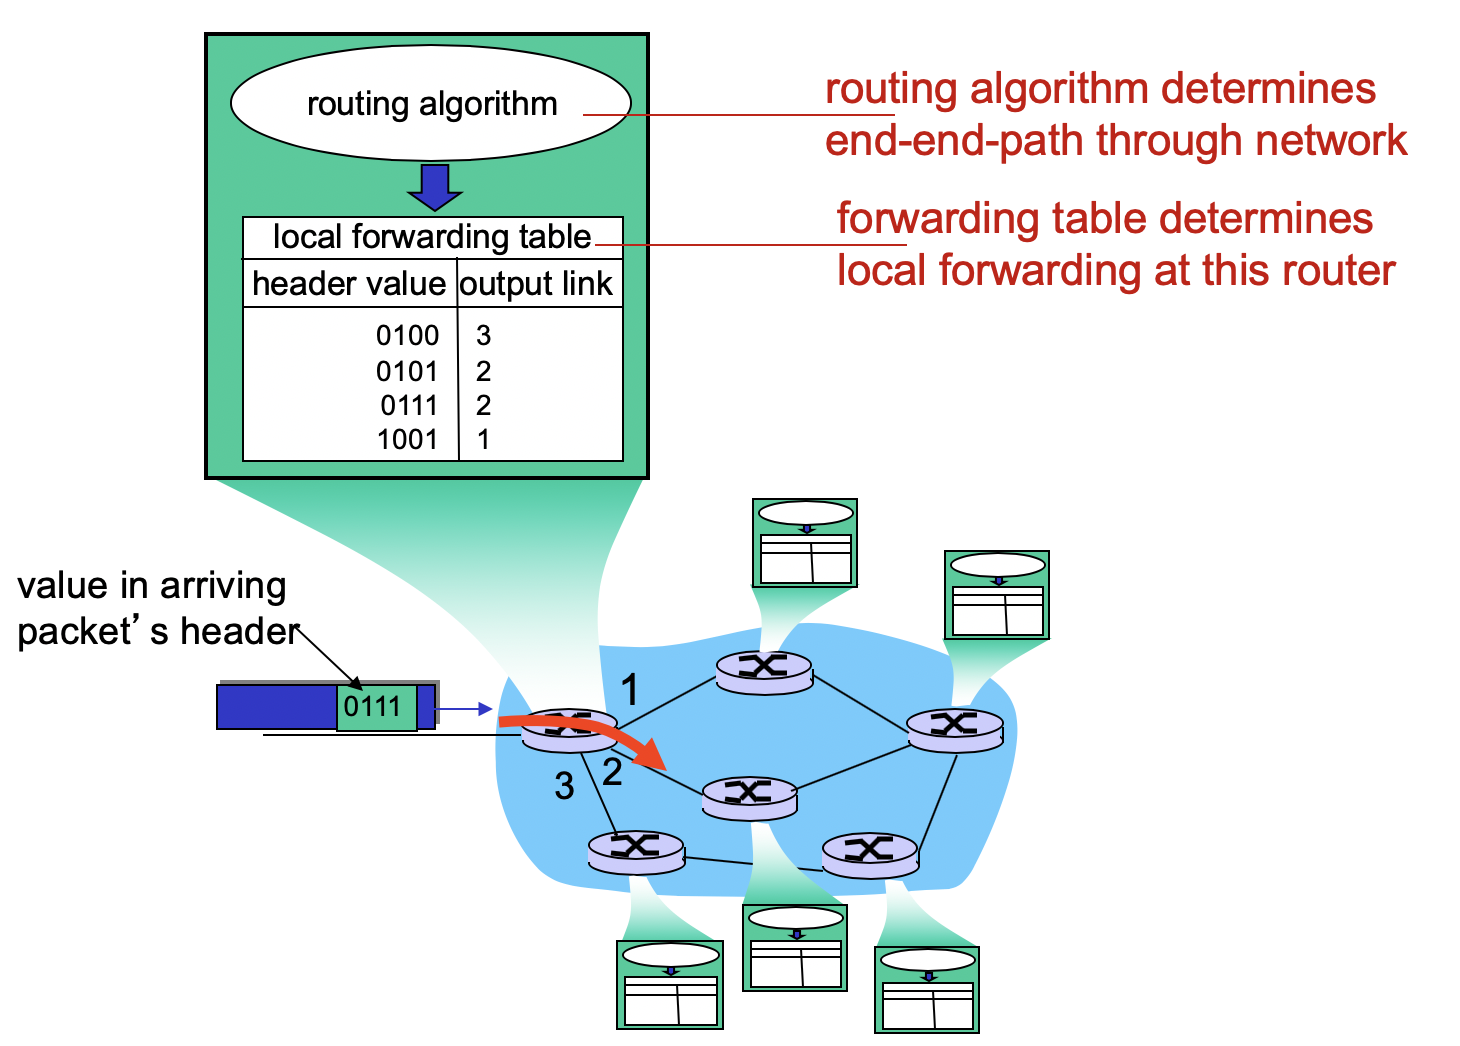 routing algorithm
routing algorithm determines
end-end-path through network
local forwarding table
forwarding table determines
local forwarding at this router
header value output link
0100 3
0101 2
0111 2
1001 1
value in arriving
packet’ s header
0111
1
2
3